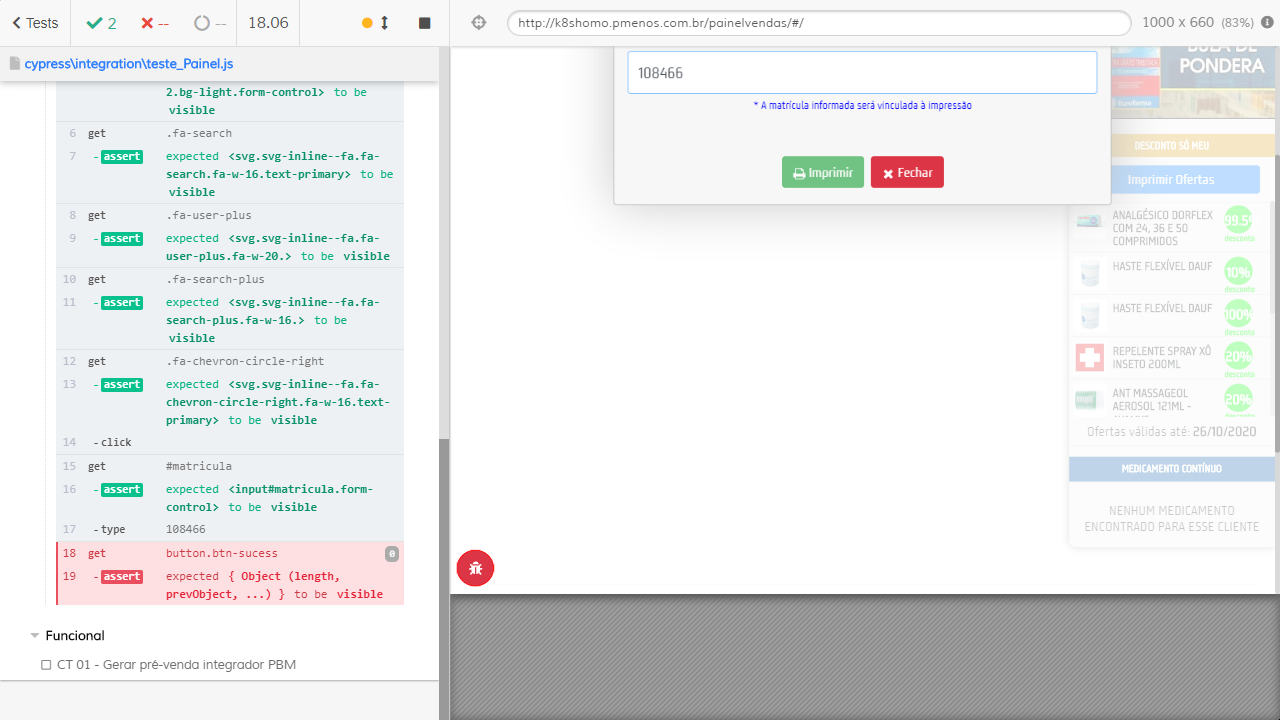 Tests
2
--
--
18.06
http://k8shomo.pmenos.com.br/painelvendas/#/
1000 x 660 (83%)
cypress\integration\teste_Painel.js
2.bg-light.form-control> to be
visible
6 get .fa-search
7 -assert expected <svg.svg-inline--fa.fa-
search.fa-w-16.text-primary> to be
visible
8 get .fa-user-plus
9 -assert expected <svg.svg-inline--fa.fa-
user-plus.fa-w-20.> to be visible
10 get .fa-search-plus
11 -assert expected <svg.svg-inline--fa.fa-
search-plus.fa-w-16.> to be
visible
12 get .fa-chevron-circle-right
13 -assert expected <svg.svg-inline--fa.fa-
chevron-circle-right.fa-w-16.text-
primary> to be visible
14 -click
15 get #matricula
16 -assert expected <input#matricula.form-
control> to be visible
17 -type 108466
18 get button.btn-sucess 0
19 -assert expected { Object (length,
prevObject, ...) } to be visible
Funcional
CT 01 - Gerar pré-venda integrador PBM
108466
* A matrícula informada será vinculada à impressão
Imprimir
Fechar
BULA DE
PONDERA
DESCONTO SÓ MEU
Imprimir Ofertas
ANALGÉSICO DORFLEX
COM 24, 36 E 50
COMPRIMIDOS
99.5
desconto
HASTE FLEXÍVEL DAUF
10%
desconto
HASTE FLEXÍVEL DAUF
100%
desconto
REPELENTE SPRAY XÔ
INSETO 200ML
20%
desconto
ANT MASSAGEOL
AEROSOL 121ML -
20%
desconto
Ofertas válidas até: 26/10/2020
MEDICAMENTO CONTÍNUO
NENHUM MEDICAMENTO
ENCONTRADO PARA ESSE CLIENTE